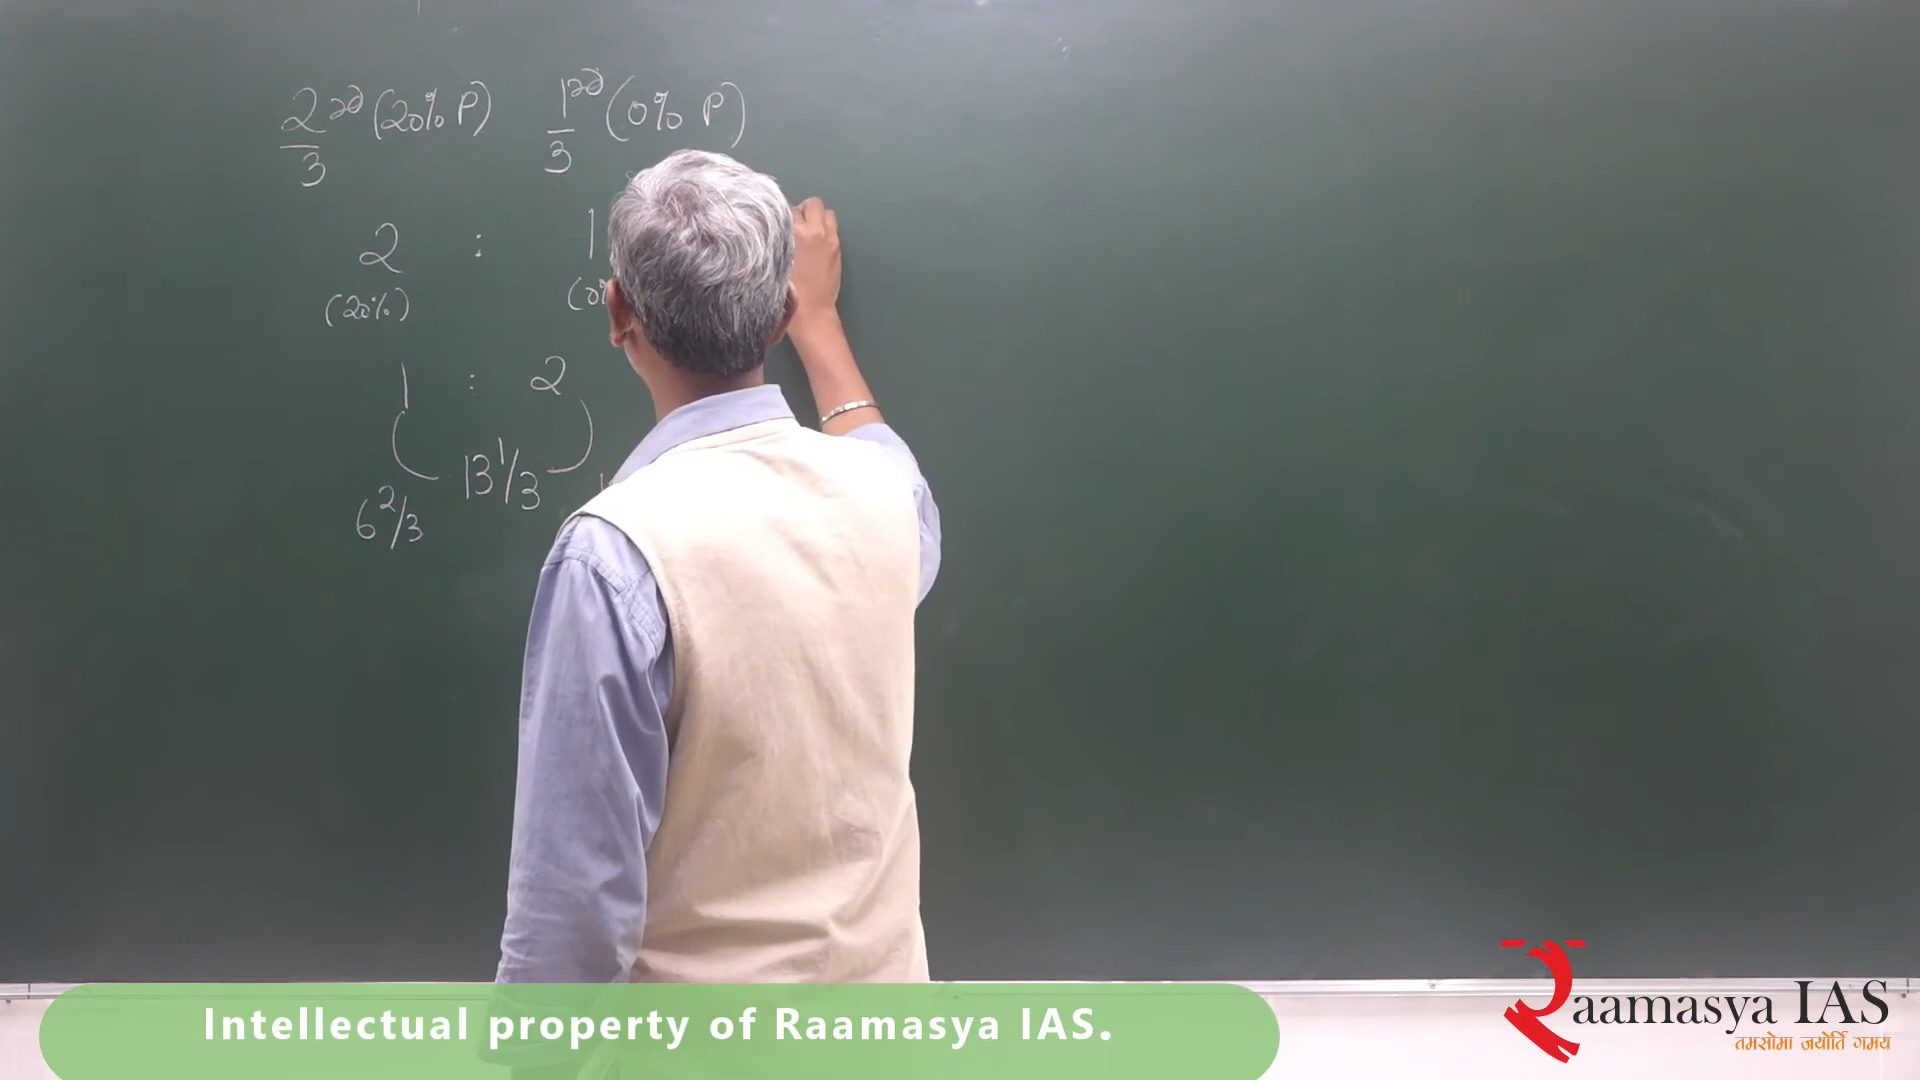 2/3 (20% P) 1/3 (0% P)
2 : 1
(20%) (0%
1 : 2
13 1/3
6 2/3
Intellectual property of Raamasya IAS.
Raamasya IAS
तमसोमा ज्योर्ति गमय